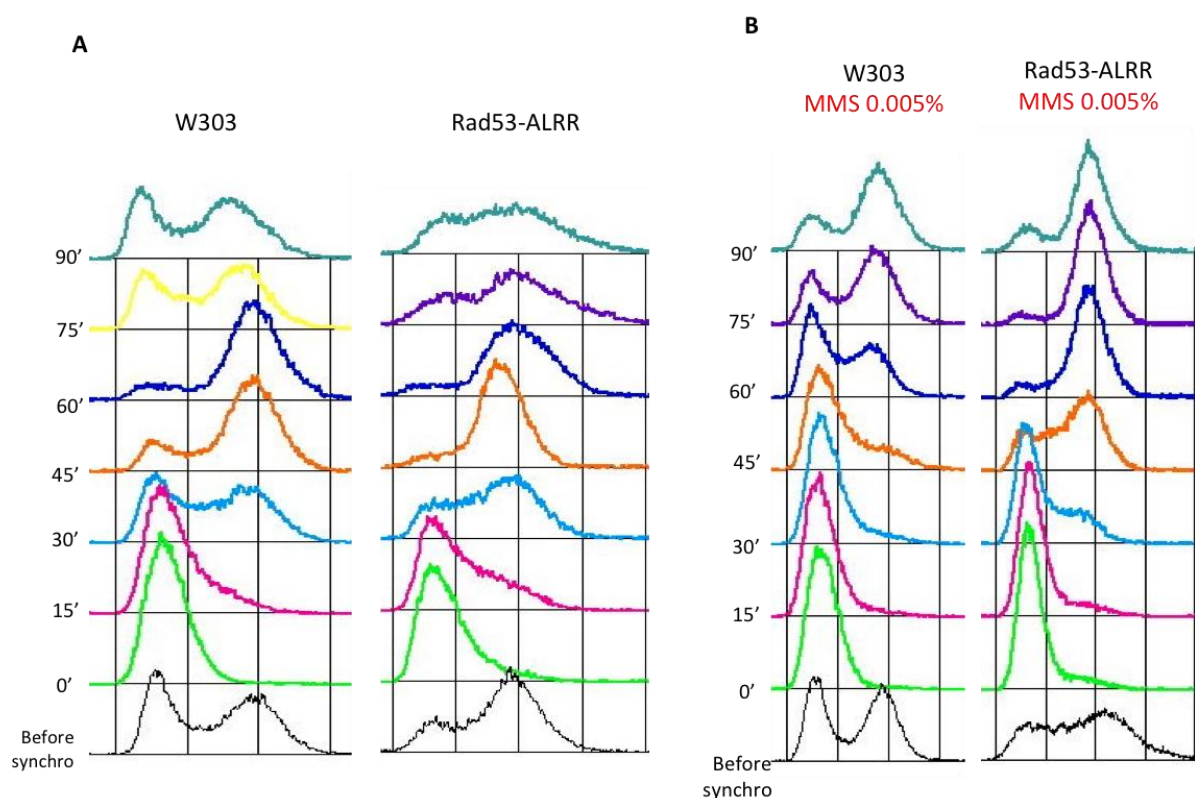 A
W303
Rad53-ALRR
90’
75’
60’
45’
30’
15’
0’
Before
synchro
B
W303
MMS 0.005%
Rad53-ALRR
MMS 0.005%
90’
75’
60’
45’
30’
15’
0’
Before
synchro